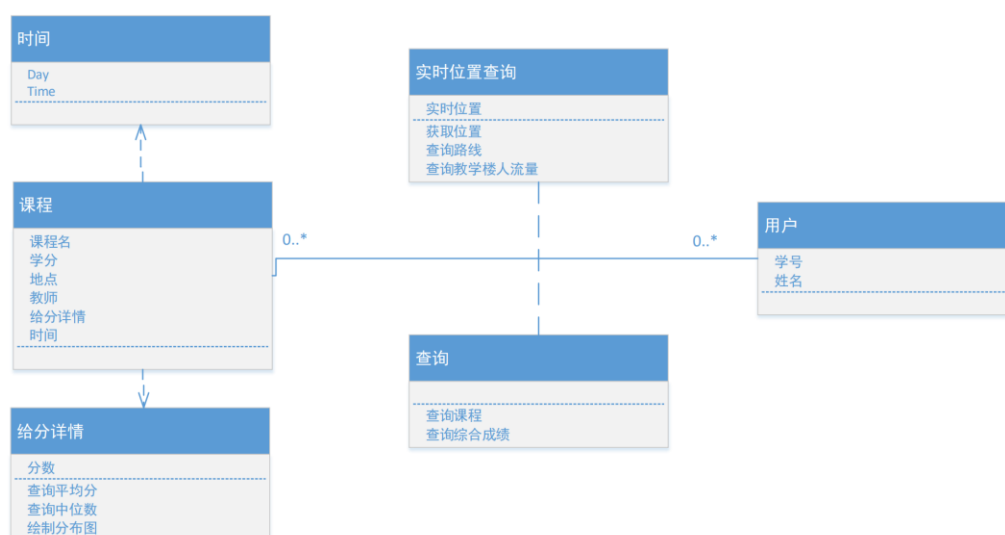 时间
Day
Time
实时位置查询
实时位置
获取位置
查询路线
查询教学楼人流量
课程
课程名
学分
地点
教师
给分详情
时间
0..*
0..*
用户
学号
姓名
查询
查询课程
查询综合成绩
给分详情
分数
查询平均分
查询中位数
绘制分布图